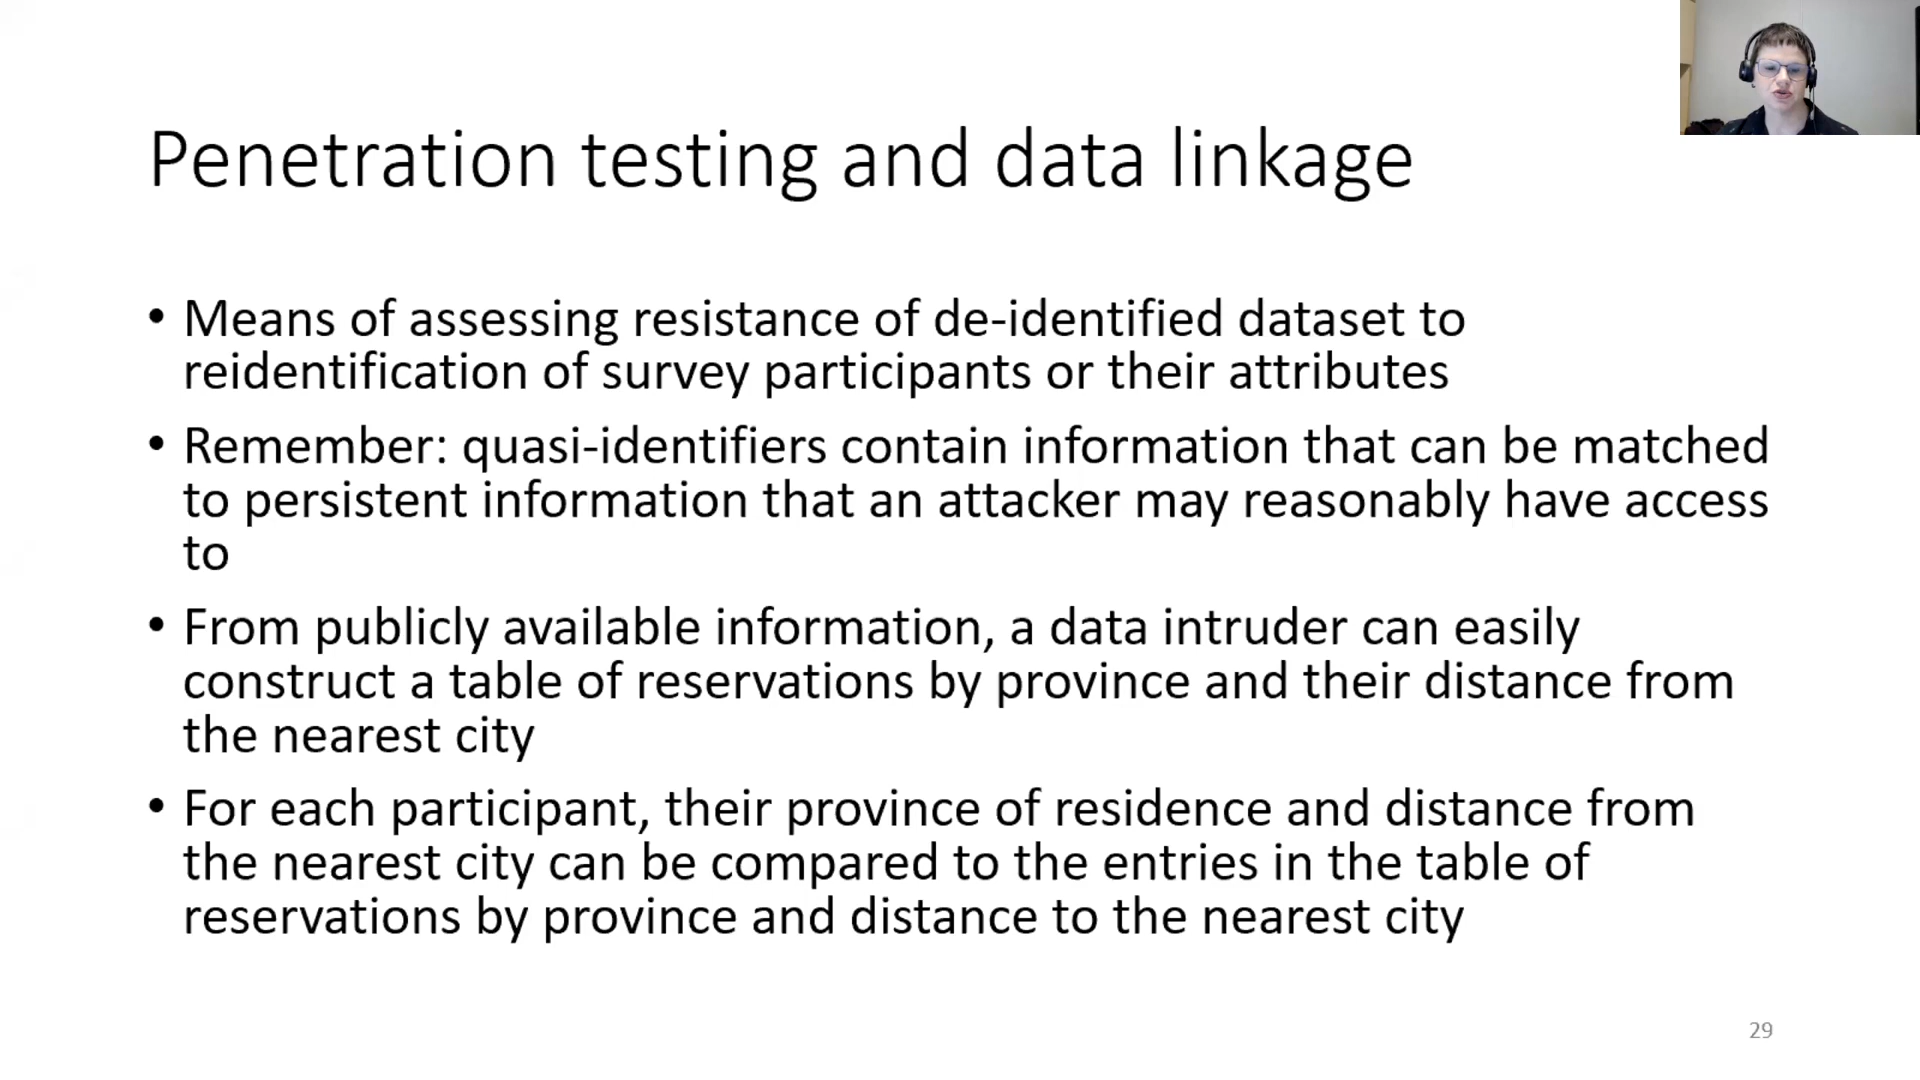 Penetration testing and data linkage
• Means of assessing resistance of de-identified dataset to
reidentification of survey participants or their attributes
• Remember: quasi-identifiers contain information that can be matched
to persistent information that an attacker may reasonably have access
to
• From publicly available information, a data intruder can easily
construct a table of reservations by province and their distance from
the nearest city
• For each participant, their province of residence and distance from
the nearest city can be compared to the entries in the table of
reservations by province and distance to the nearest city
29